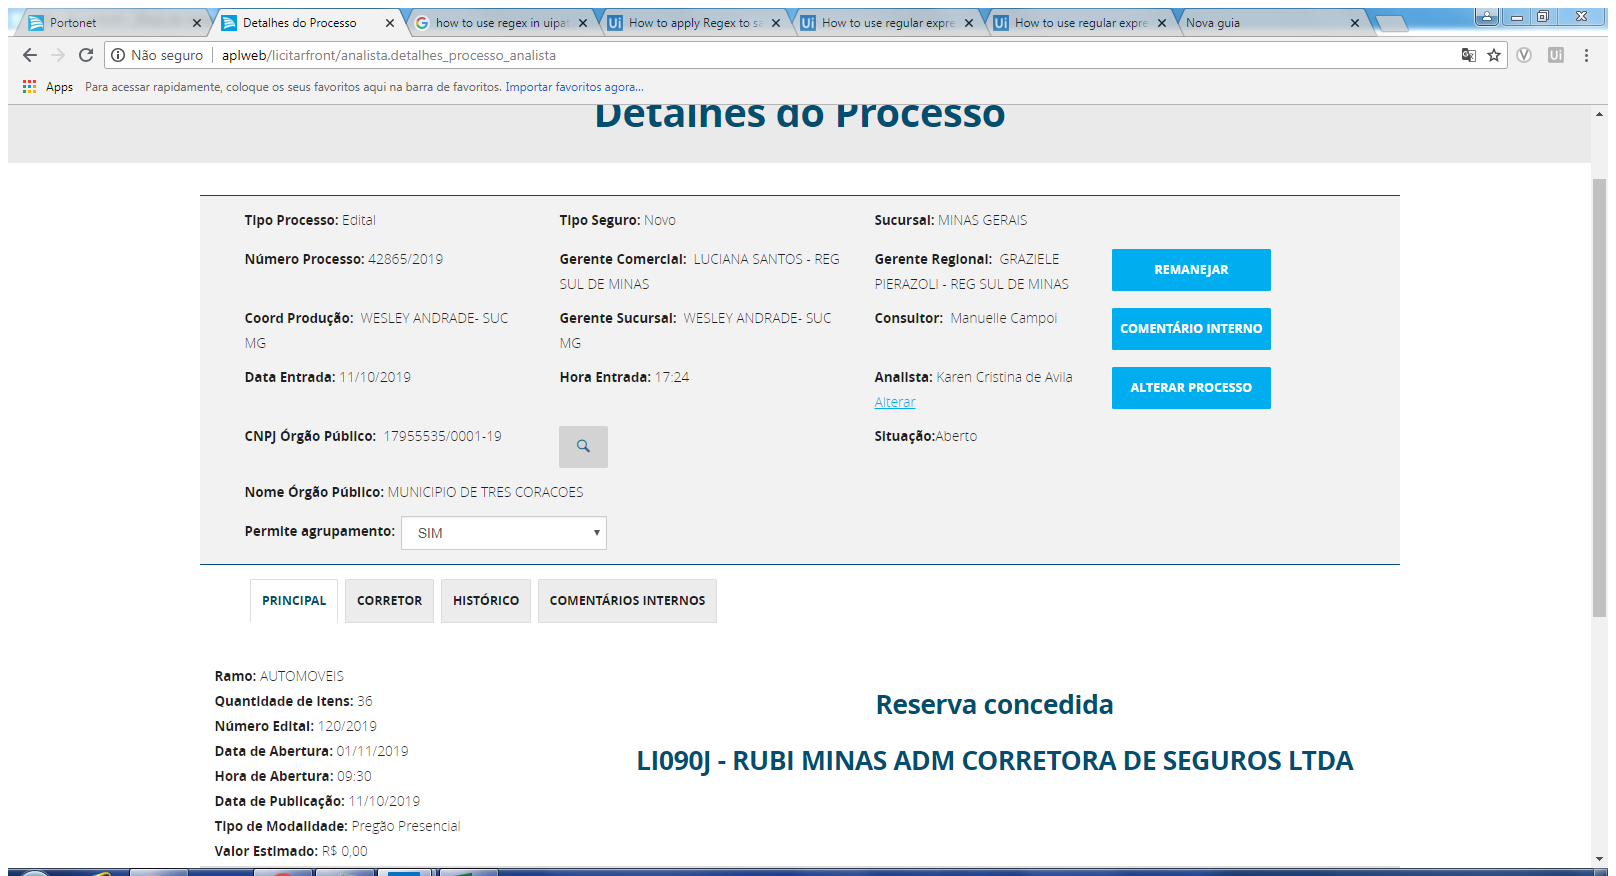 Portonet
Detalhes do Processo
how to use regex in uipat
How to apply Regex to sa
How to use regular expre
How to use regular expre
Nova guia
Não seguro | aplweb/licitarfront/analista.detalhes_processo_analista
Apps Para acessar rapidamente, coloque os seus favoritos aqui na barra de favoritos. Importar favoritos agora...
Detalhes do Processo
Tipo Processo: Edital
Tipo Seguro: Novo
Sucursal: MINAS GERAIS
Número Processo: 42865/2019
Gerente Comercial: LUCIANA SANTOS - REG
SUL DE MINAS
Gerente Regional: GRAZIELE
PIERAZOLI - REG SUL DE MINAS
REMANEJAR
Coord Produção: WESLEY ANDRADE- SUC
MG
Gerente Sucursal: WESLEY ANDRADE- SUC
MG
Consultor: Manuelle Campoi
COMENTÁRIO INTERNO
Data Entrada: 11/10/2019
Hora Entrada: 17:24
Analista: Karen Cristina de Avila
Alterar
ALTERAR PROCESSO
CNPJ Órgão Público: 17955535/0001-19
Situação:Aberto
Nome Órgão Público: MUNICIPIO DE TRES CORACOES
Permite agrupamento: SIM
PRINCIPAL
CORRETOR
HISTÓRICO
COMENTÁRIOS INTERNOS
Ramo: AUTOMOVEIS
Quantidade de Itens: 36
Número Edital: 120/2019
Data de Abertura: 01/11/2019
Hora de Abertura: 09:30
Data de Publicação: 11/10/2019
Tipo de Modalidade: Pregão Presencial
Valor Estimado: R$ 0,00
Reserva concedida
LI090J - RUBI MINAS ADM CORRETORA DE SEGUROS LTDA